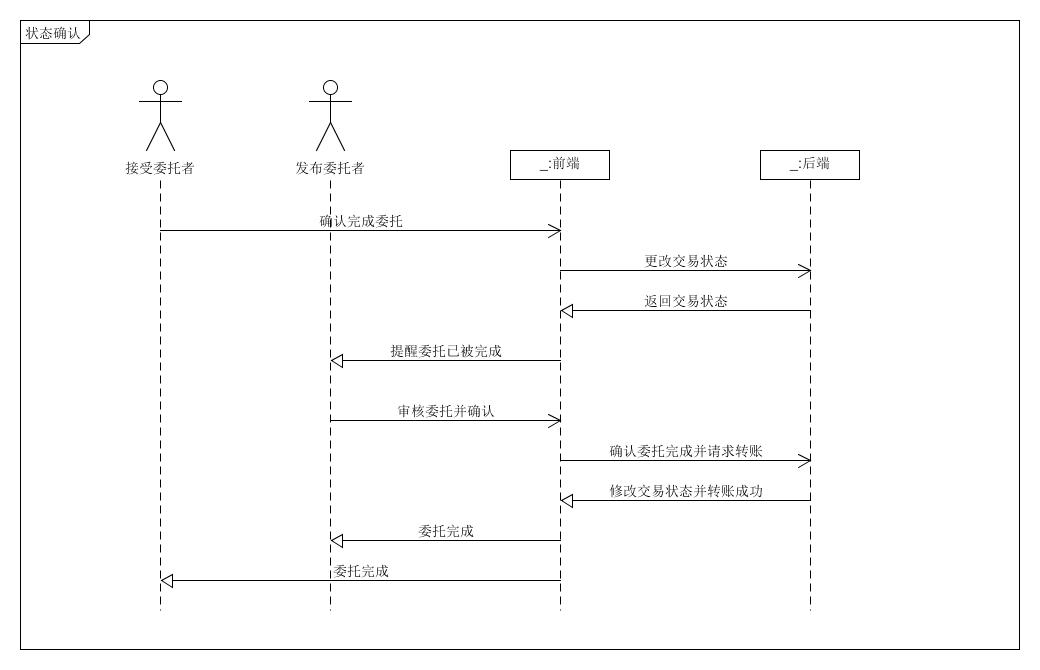 状态确认
接受委托者
发布委托者
_:前端
_:后端
确认完成委托
更改交易状态
返回交易状态
提醒委托已被完成
审核委托并确认
确认委托完成并请求转账
修改交易状态并转账成功
委托完成
委托完成